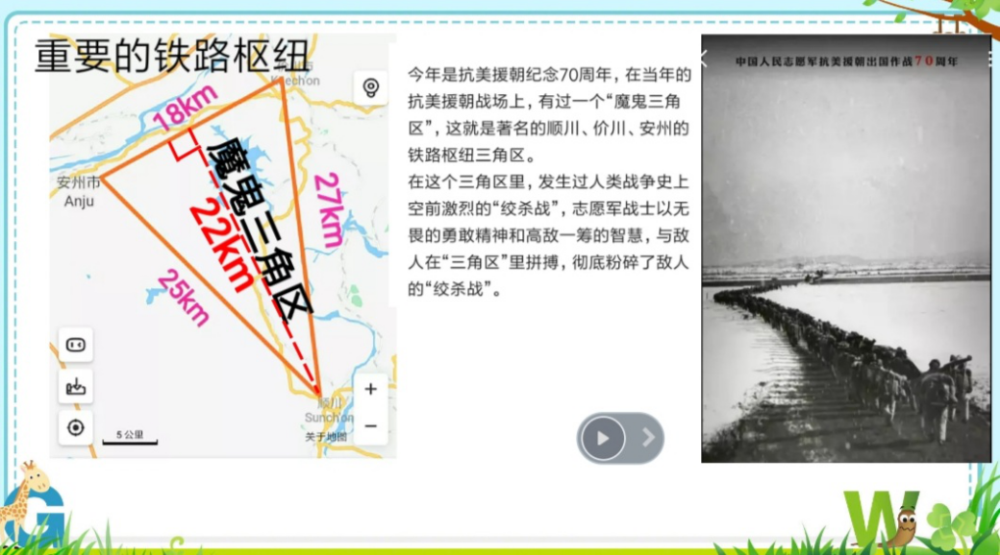 重要的铁路枢纽
18km
安州市
Anju
魔鬼三角区
22km
27km
25km
顺川
Sunch'on
关于地图
5 公里
今年是抗美援朝纪念70周年，在当年的
抗美援朝战场上，有过一个“魔鬼三角
区”，这就是著名的顺川、价川、安州的
铁路枢纽三角区。
在这个三角区里，发生过人类战争史上
空前激烈的“绞杀战”，志愿军战士以无
畏的勇敢精神和高敌一筹的智慧，与敌
人在“三角区”里拼搏，彻底粉碎了敌人
的“绞杀战”。
中国人民志愿军抗美援朝出国作战70周年
G
W